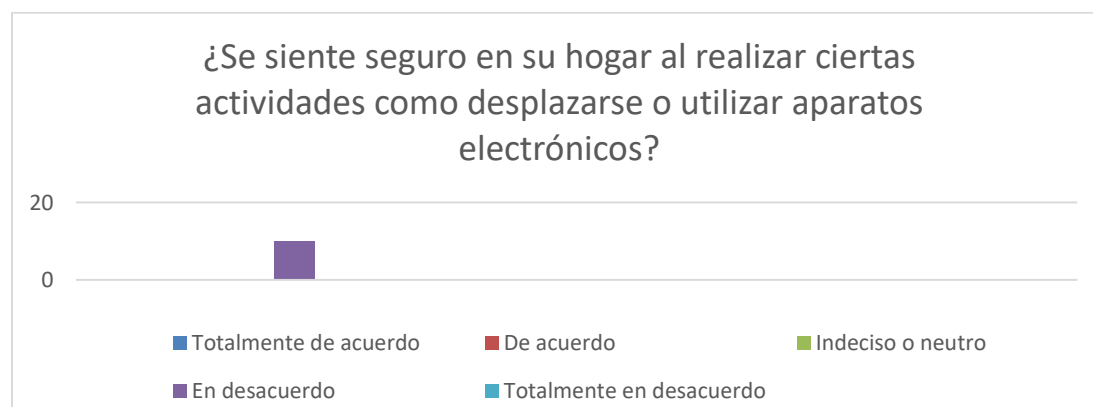 ¿Se siente seguro en su hogar al realizar ciertas
actividades como desplazarse o utilizar aparatos
electrónicos?
20
0
Totalmente de acuerdo
De acuerdo
Indeciso o neutro
En desacuerdo
Totalmente en desacuerdo